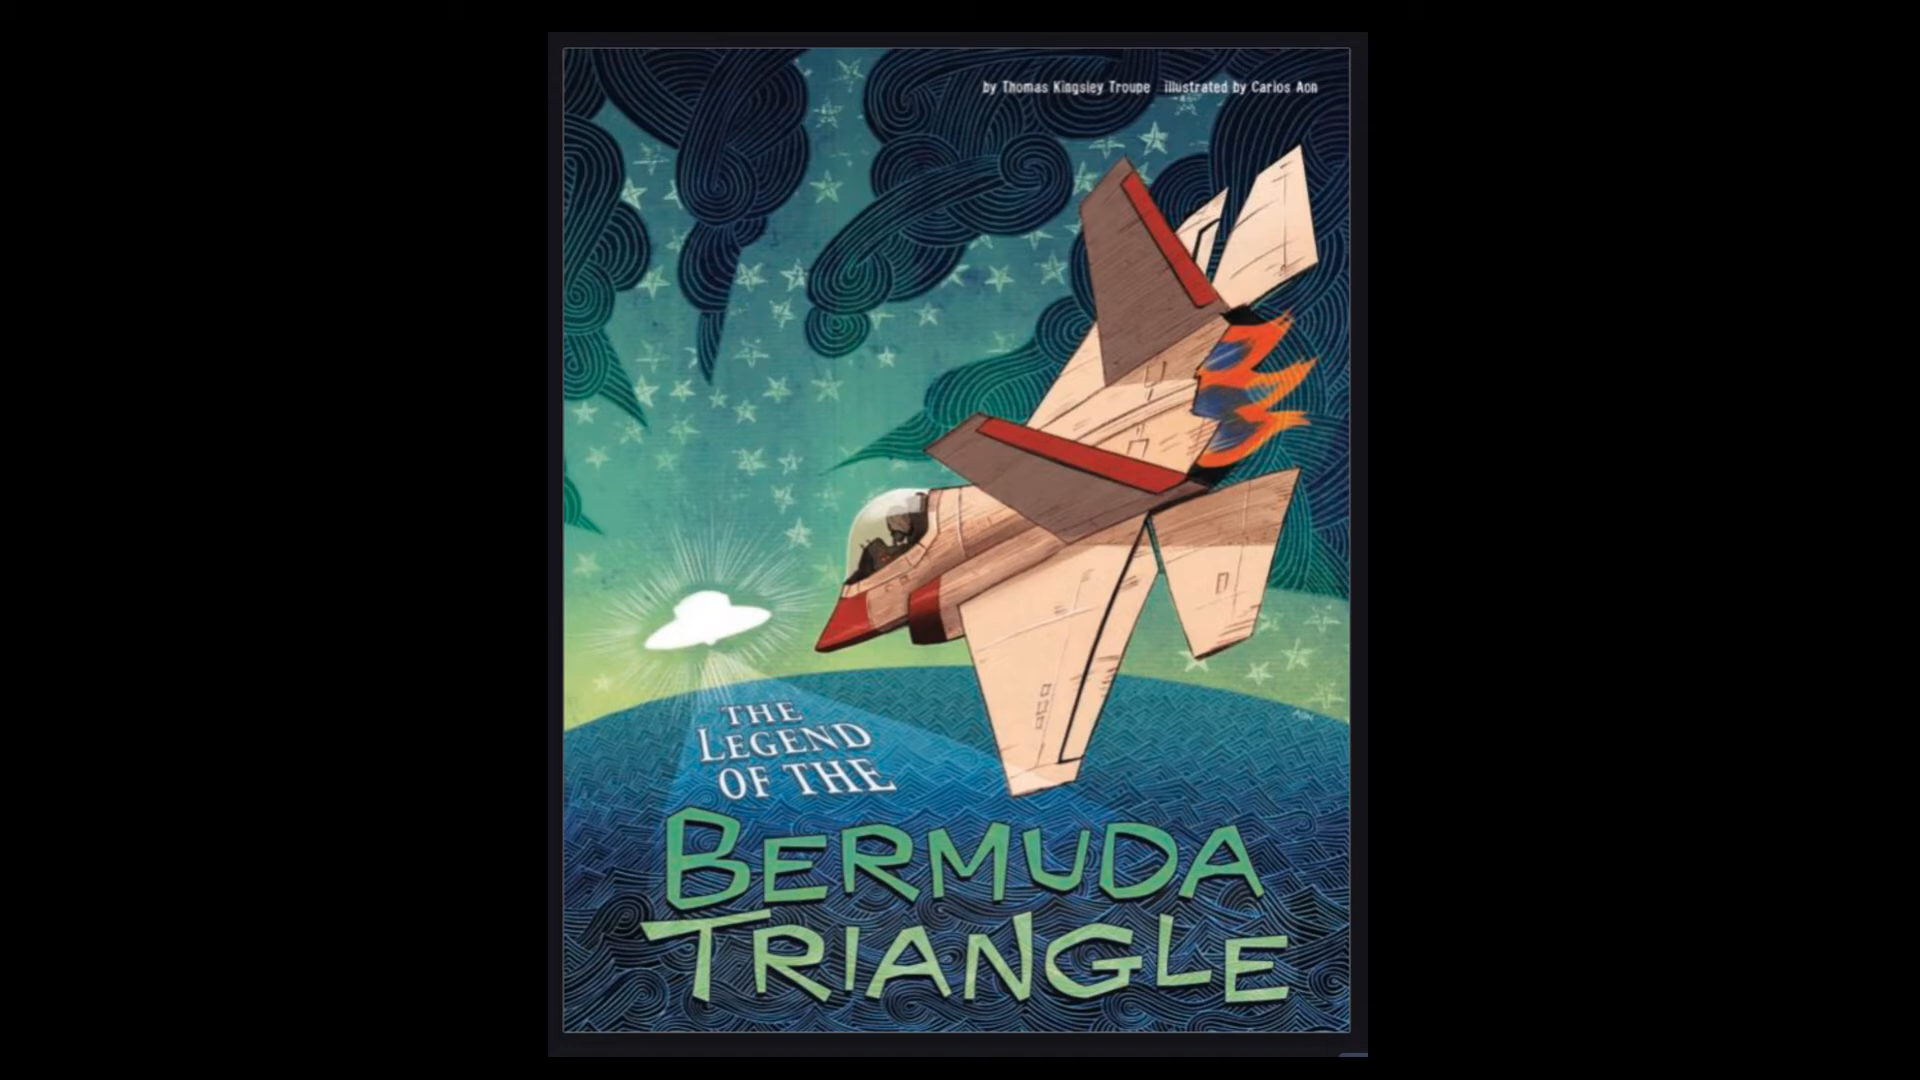 by Thomas Kingsley Troupe illustrated by Carlos Aon
THE
LEGEND
OF THE
BERMUDA
TRIANGLE